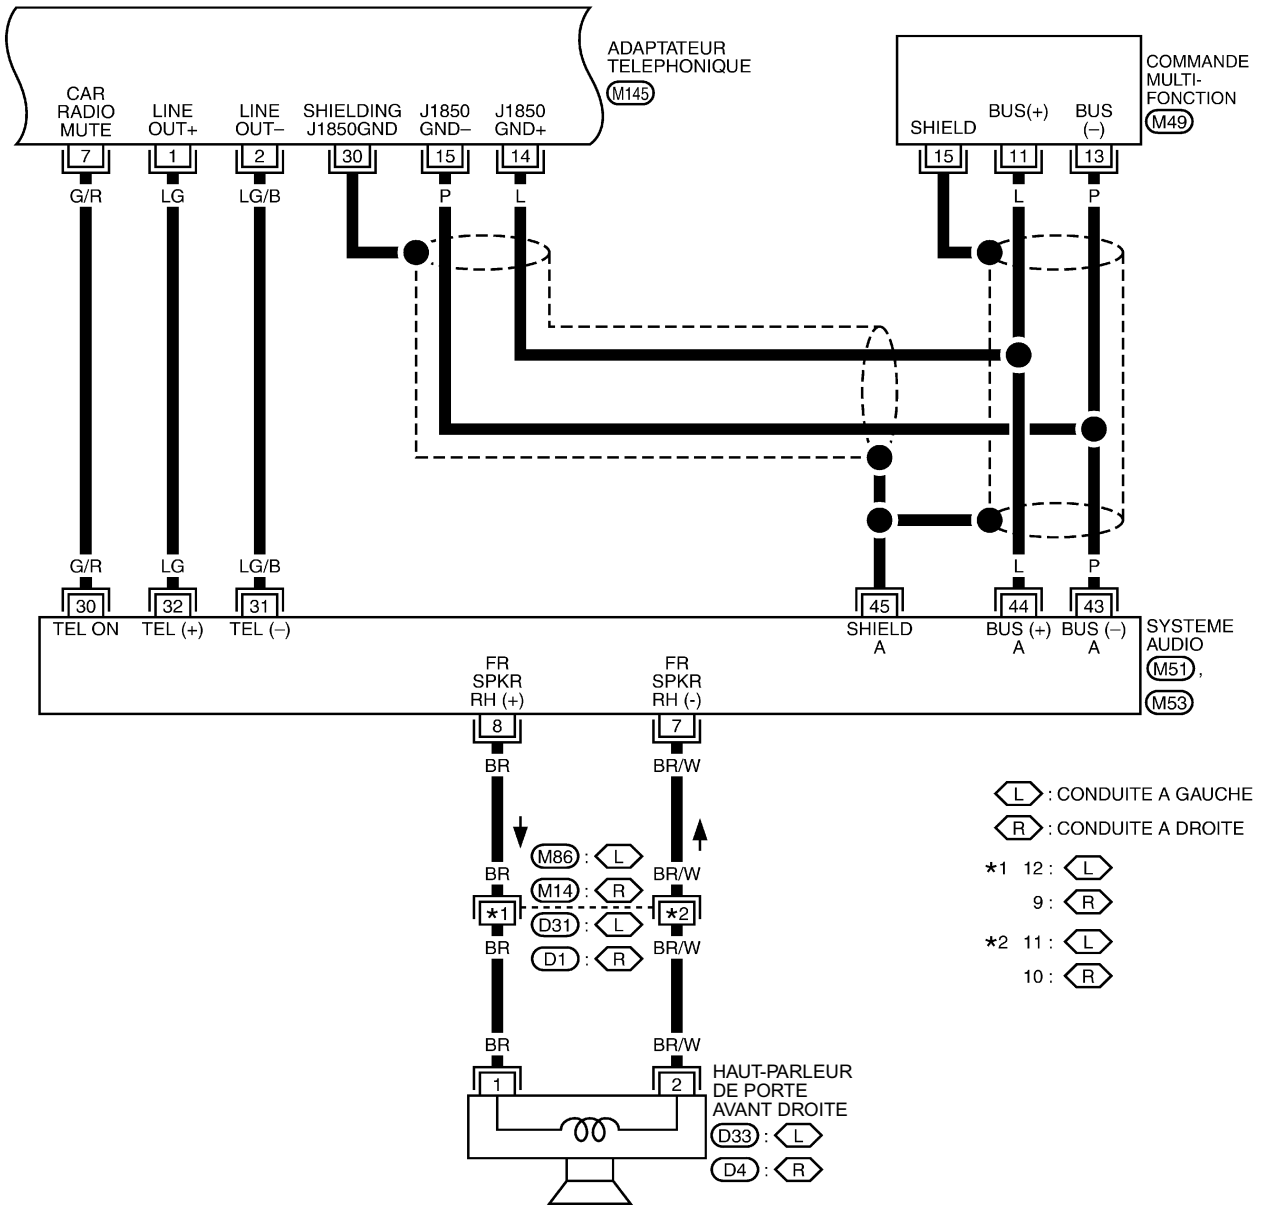 ADAPTATEUR
TELEPHONIQUE
M145
CAR
RADIO
MUTE
LINE
OUT+
LINE
OUT–
SHIELDING
J1850GND
J1850
GND–
J1850
GND+
7
1
2
30
15
14
G/R
LG
LG/B
P
L
COMMANDE
MULTI-
FONCTION
M49
SHIELD
BUS(+)
BUS
(–)
15
11
13
L
P
G/R
LG
LG/B
L
P
30
32
31
45
44
43
TEL ON
TEL (+)
TEL (–)
SHIELD
A
BUS (+)
A
BUS (–)
A
SYSTEME
AUDIO
M51 ,
M53
FR
SPKR
RH (+)
FR
SPKR
RH (-)
8
7
BR
BR/W
BR
BR/W
M86 : L
M14 : R
*1
*2
D31 : L
D1 : R
BR
BR/W
BR
BR/W
1
2
HAUT-PARLEUR
DE PORTE
AVANT DROITE
D33 : L
D4 : R
L : CONDUITE A GAUCHE
R : CONDUITE A DROITE
*1 12 : L
9 : R
*2 11 : L
10 : R